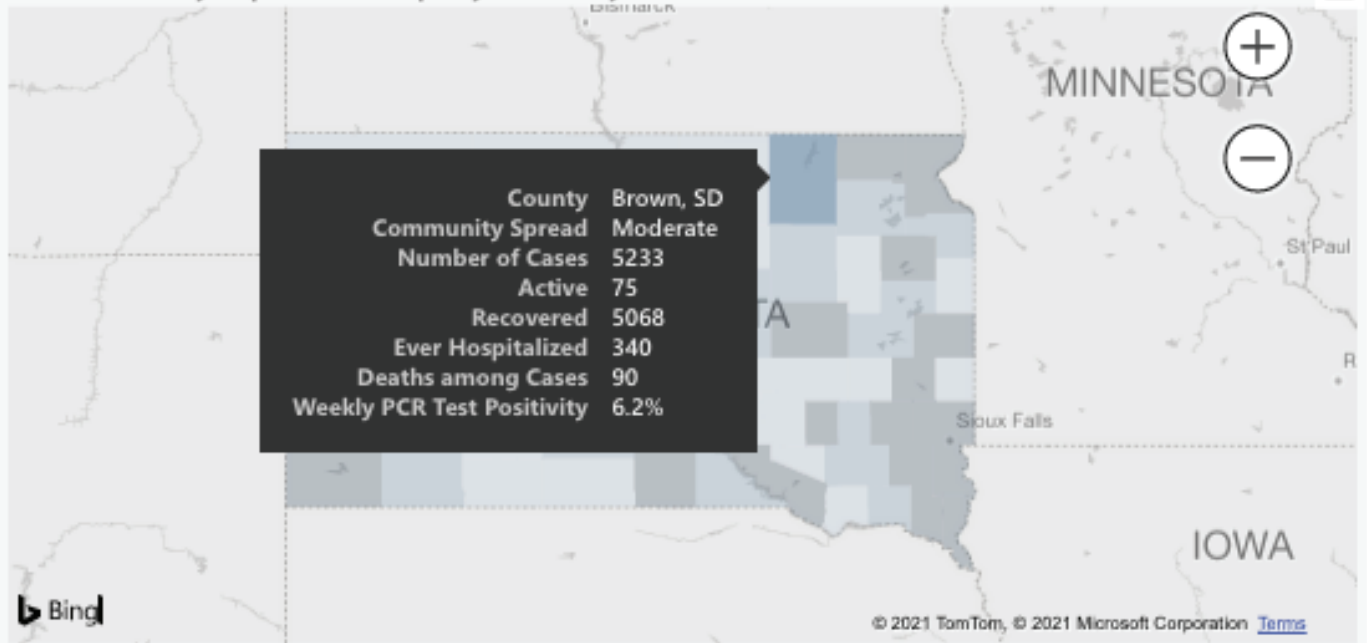 Bismarck
MINNESOTA
County Brown, SD
Community Spread Moderate
Number of Cases 5233
Active 75
Recovered 5068
Ever Hospitalized 340
Deaths among Cases 90
Weekly PCR Test Positivity 6.2%
St Paul
TA
R
Sioux Falls
IOWA
Bing
© 2021 TomTom, © 2021 Microsoft Corporation Terms